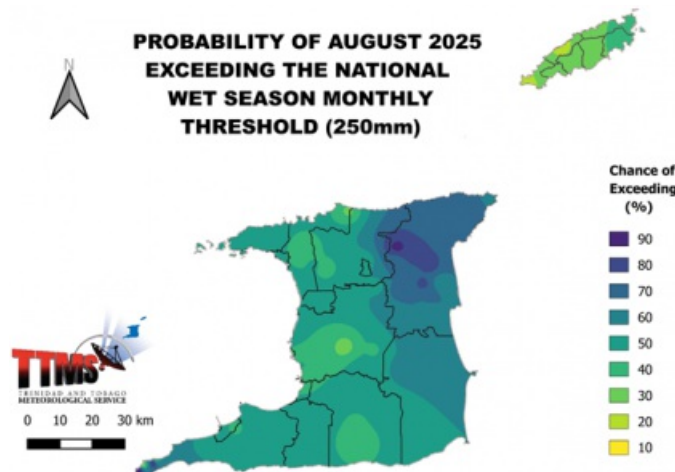 N
PROBABILITY OF AUGUST 2025
EXCEEDING THE NATIONAL
WET SEASON MONTHLY
THRESHOLD (250mm)
Chance of
Exceeding
(%)
90
80
70
60
50
40
30
20
10
TTMS
TRINIDAD AND TOBAGO
METEOROLOGICAL SERVICE
0 10 20 30 km